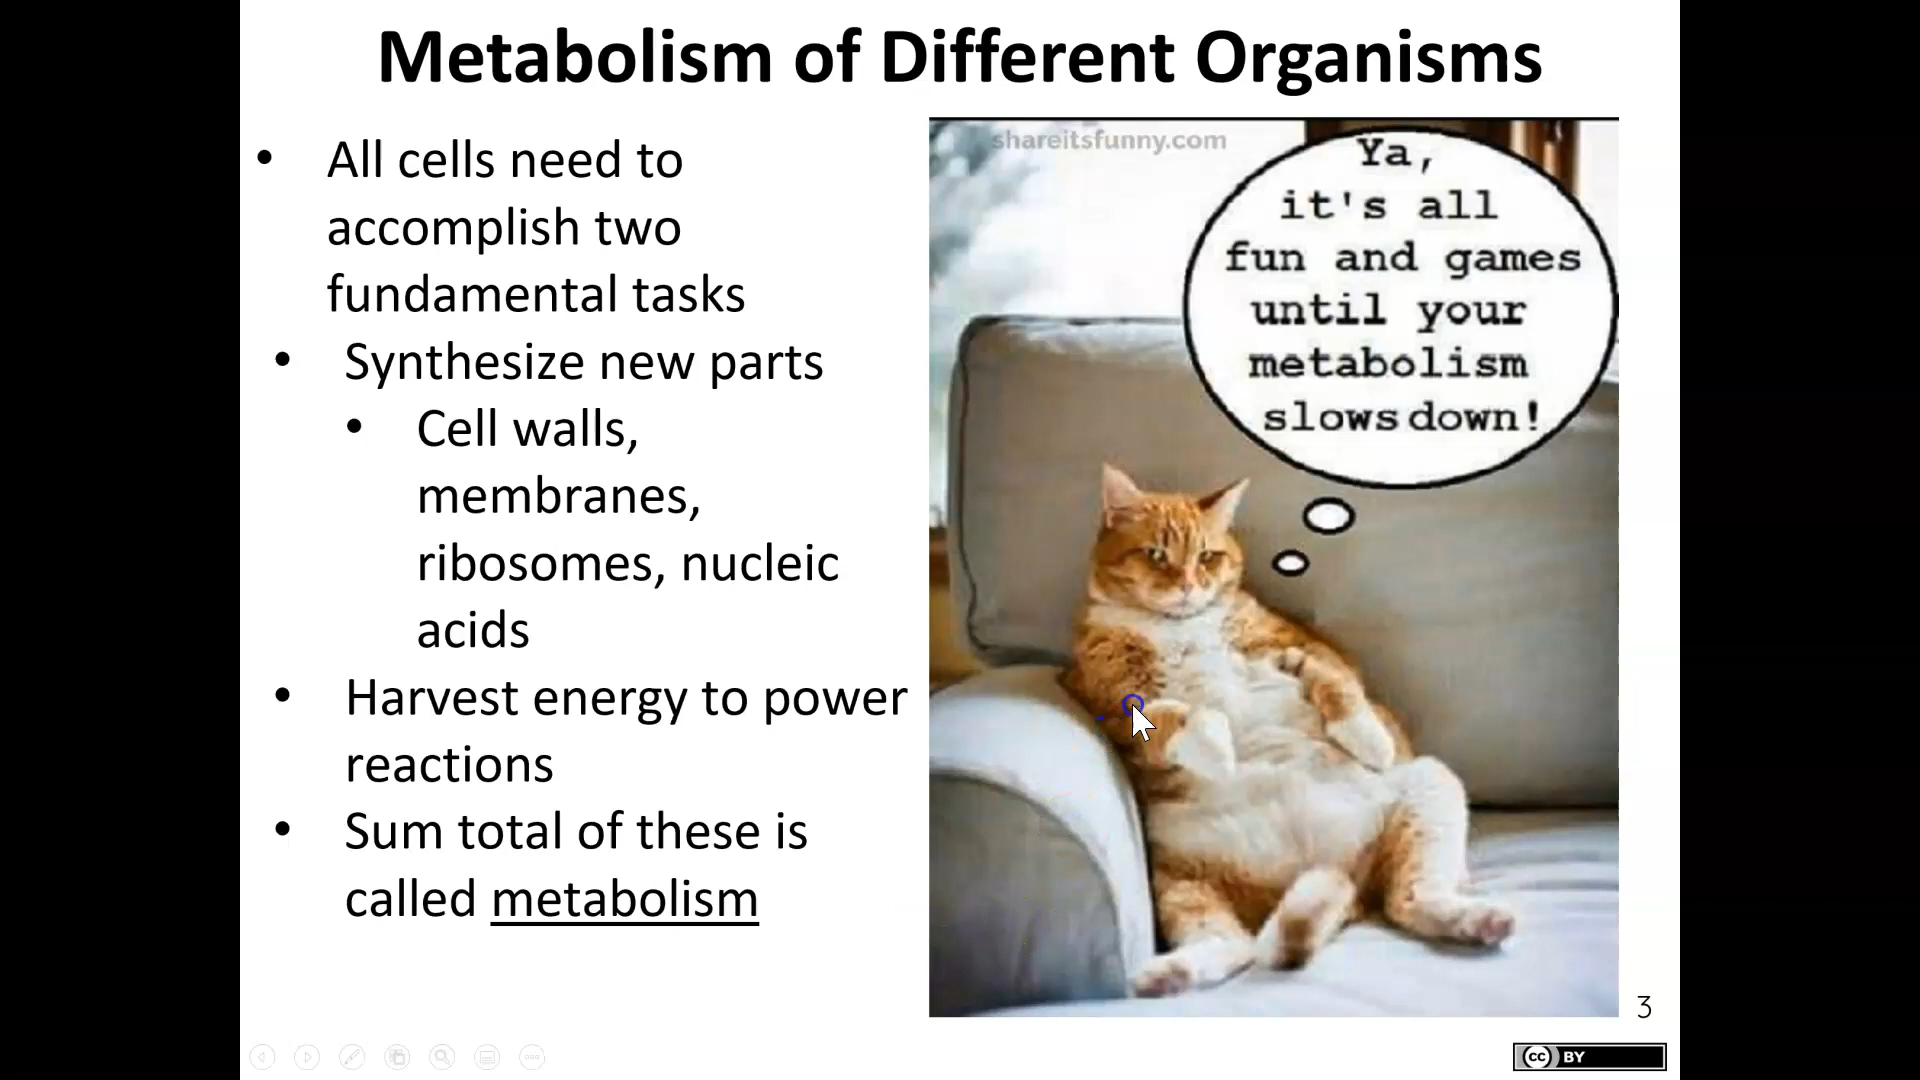 Metabolism of Different Organisms
• All cells need to
accomplish two
fundamental tasks
• Synthesize new parts
• Cell walls,
membranes,
ribosomes, nucleic
acids
• Harvest energy to power
reactions
• Sum total of these is
called metabolism
shareitsfunny.com
Ya,
it's all
fun and games
until your
metabolism
slows down!
3
cc BY